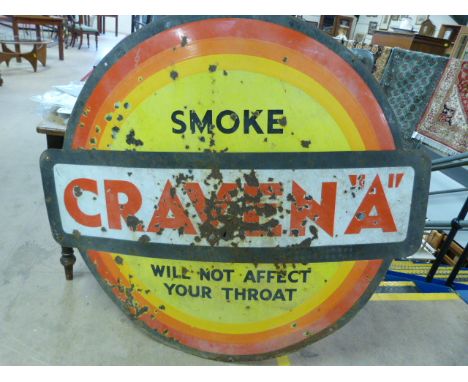 SMOKE
CRAVEN "A"
WILL NOT AFFECT
YOUR THROAT